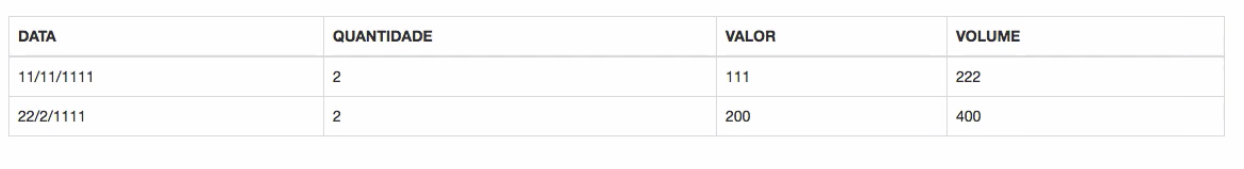 DATA QUANTIDADE VALOR VOLUME
11/11/1111 2 111 222
22/2/1111 2 200 400